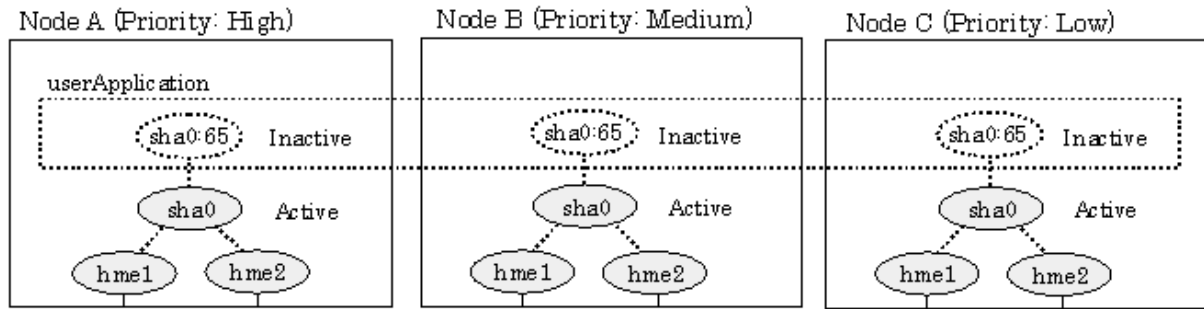 Node A (Priority: High)
Node B (Priority: Medium)
Node C (Priority: Low)
userApplication
sha0:65 Inactive
sha0:65 Inactive
sha0:65 Inactive
sha0 Active
sha0 Active
sha0 Active
hme1 hme2
hme1 hme2
hme1 hme2